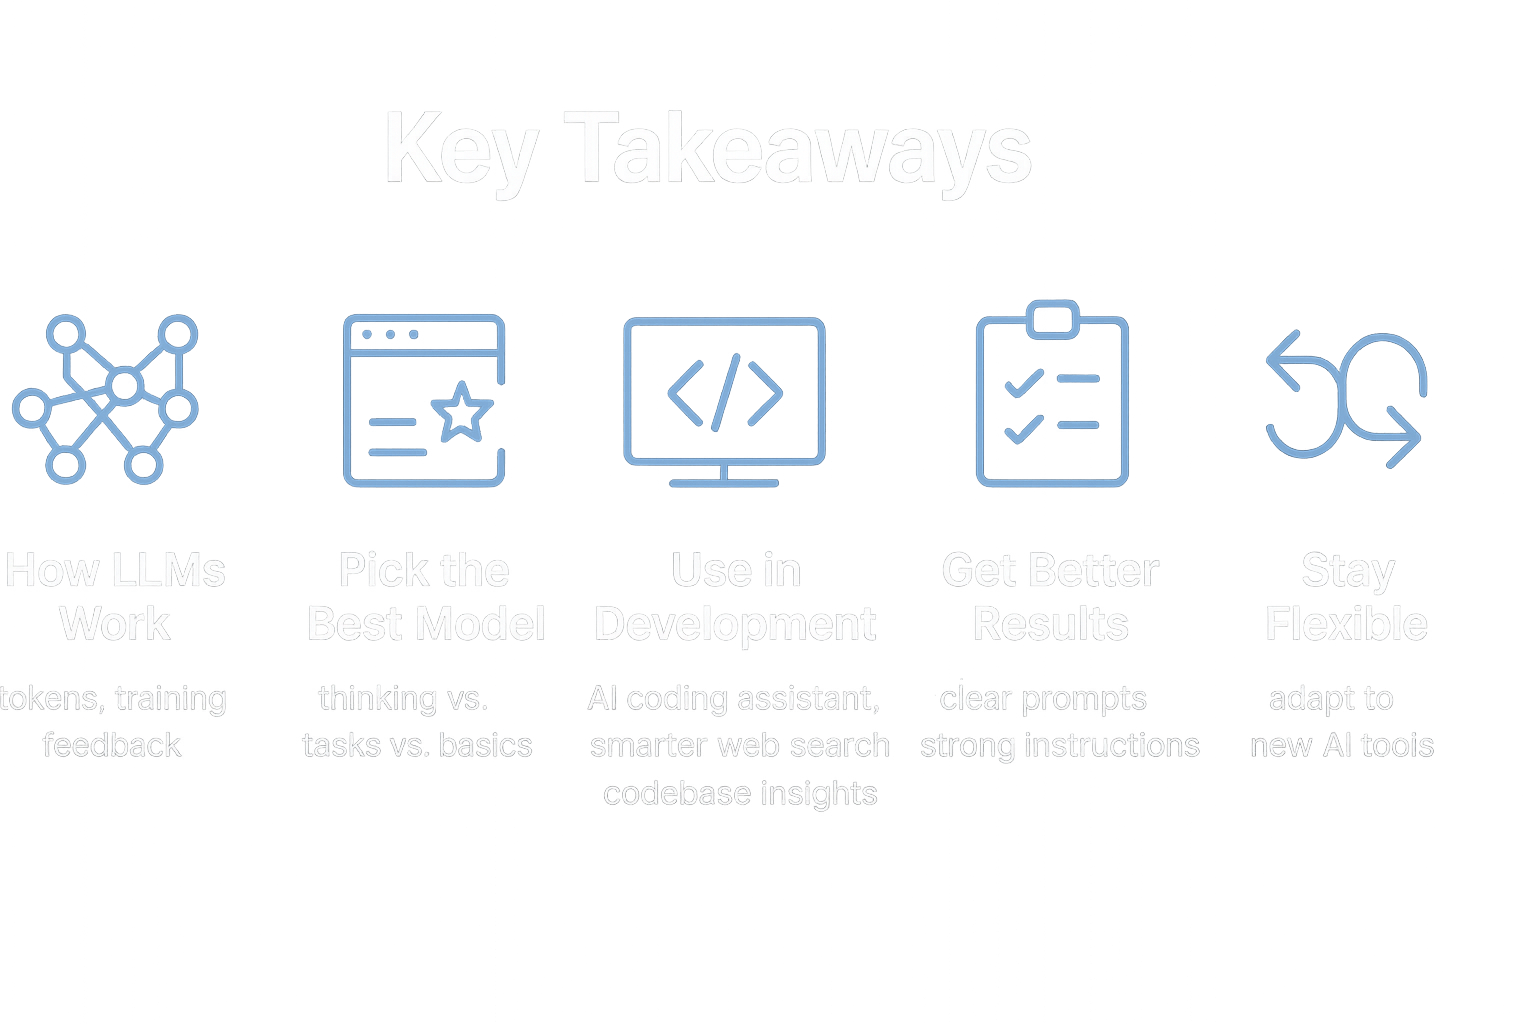 Key Takeaways
How LLMs
Work
tokens, training
feedback
Pick the
Best Model
thinking vs.
tasks vs. basics
Use in
Development
AI coding assistant,
smarter web search
codebase insights
Get Better
Results
clear prompts
strong instructions
Stay
Flexible
adapt to
new AI toois